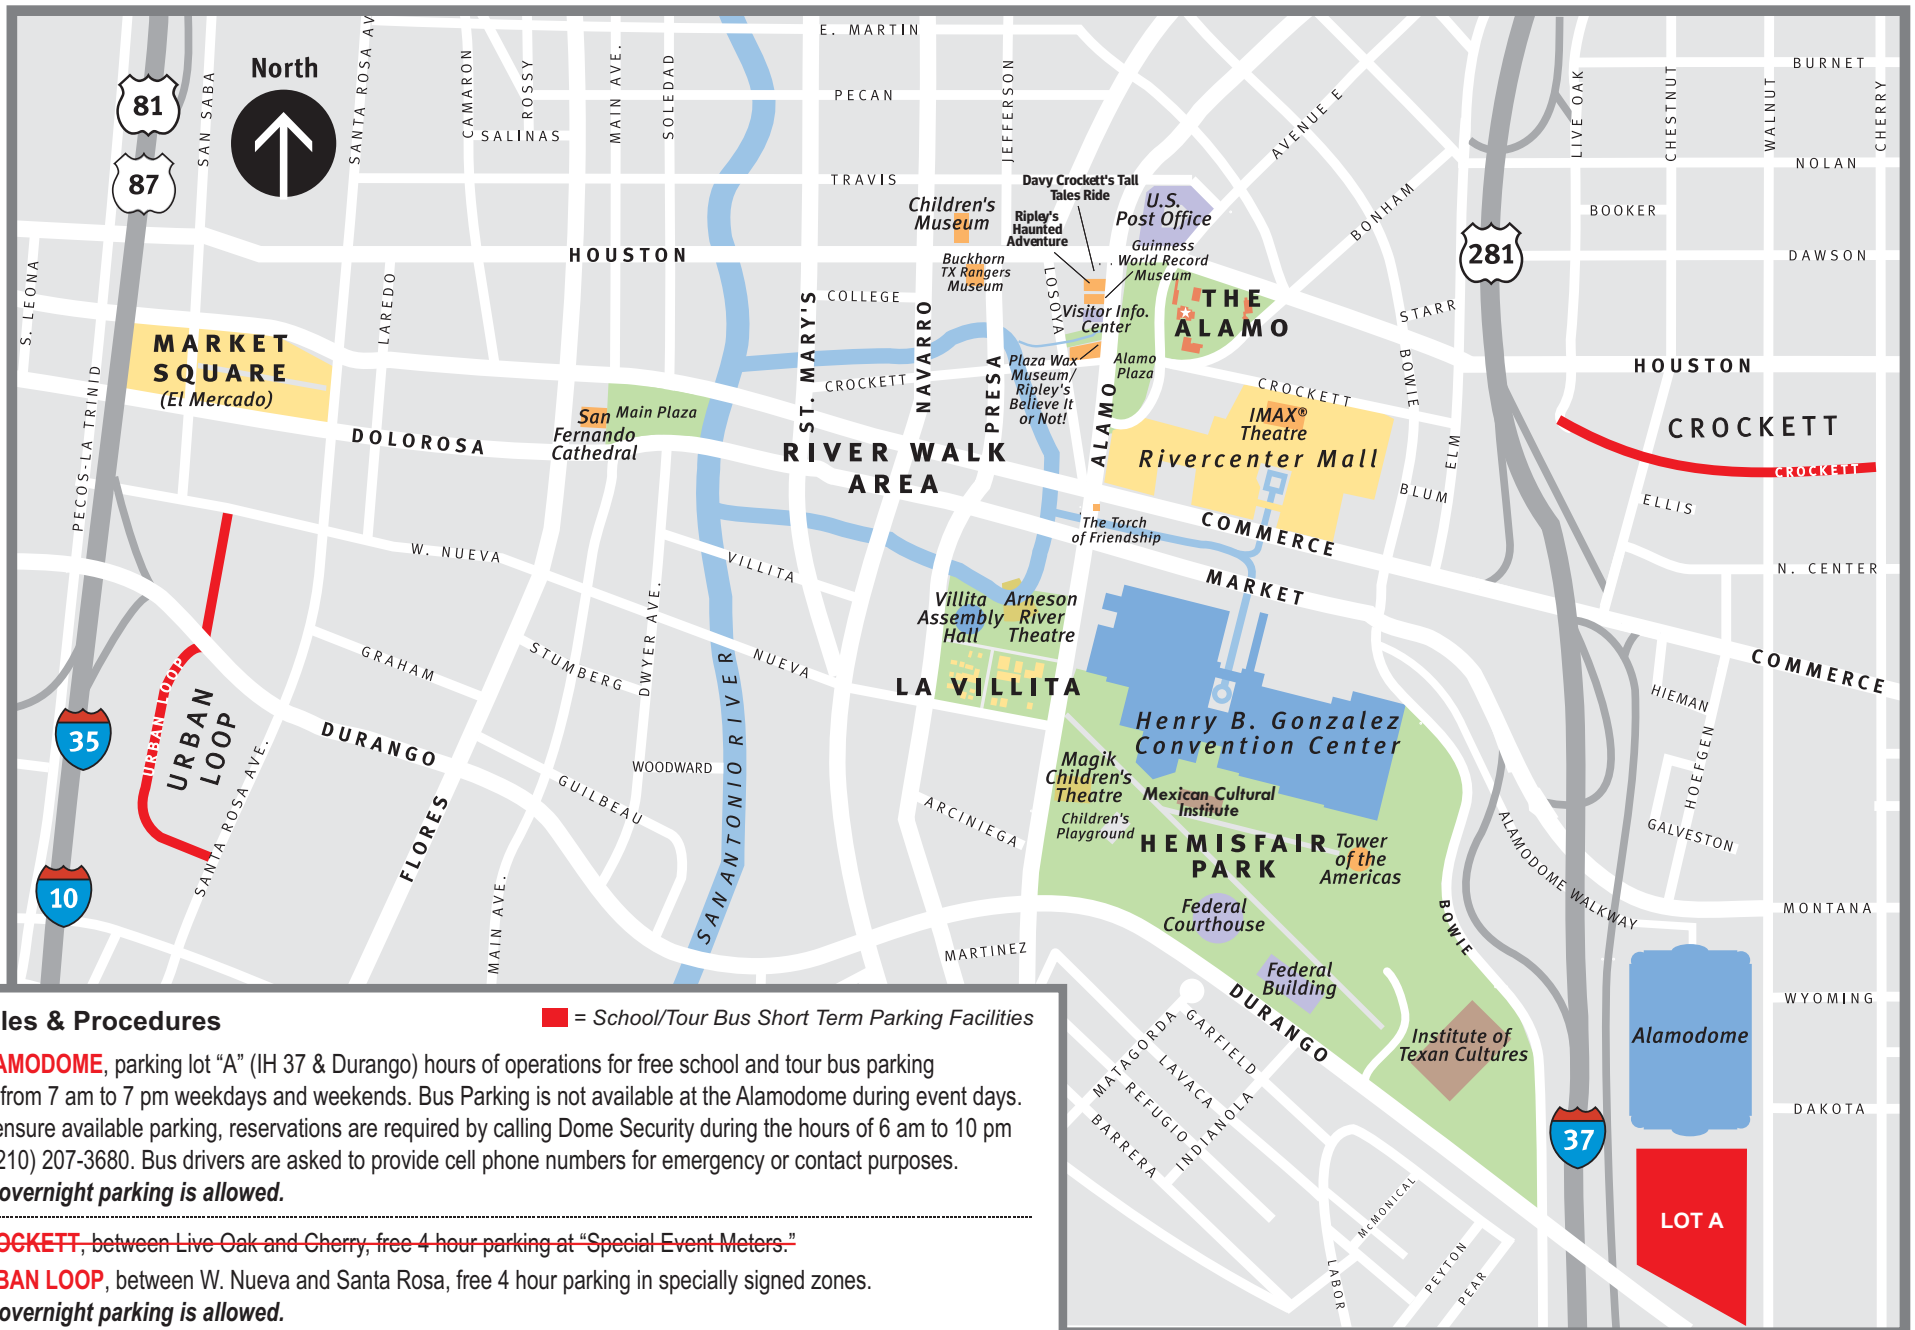 E. MARTIN
PECAN
TRAVIS
SALINAS
HOUSTON
COLLEGE
CROCKETT
North
81
87
SAN SABA
SANTA ROSA AV
CAMARON
ROSSY
MAIN AVE.
SOLEDAD
JEFFERSON
AVENUE E
BONHAM
LIVE OAK
CHESTNUT
WALNUT
CHERRY
BURNET
NOLAN
BOOKER
DAWSON
281
STARR
HOUSTON
CROCKETT
CROCKETT
ELLIS
N. CENTER
COMMERCE
HIEMAN
HOEFGEN
GALVESTON
MONTANA
WYOMING
DAKOTA
Children's
Museum
Buckhorn
TX Rangers
Museum
Davy Crockett's Tall
Tales Ride
Ripley's
Haunted
Adventure
U.S.
Post Office
Guinness
World Record
Museum
LOSOYA
Visitor Info.
Center
THE
ALAMO
Plaza Wax
Museum/
Ripley's
Believe It
or Not!
Alamo
Plaza
CROCKETT
IMAX®
Theatre
Rivercenter Mall
BOWIE
ELM
BLUM
S. LEONA
LAREDO
MARKET
SQUARE
(El Mercado)
PECOS-LA TRINID
DOLOROSA
San
Fernando
Cathedral
Main Plaza
ST. MARY'S
NAVARRO
PRESA
ALAMO
RIVER WALK
AREA
The Torch
of Friendship
COMMERCE
MARKET
W. NUEVA
VILLITA
NUEVA
DWYER AVE.
GRAHAM
STUMBERG
Villita
Assembly
Hall
Arneson
River
Theatre
LA VILLITA
Henry B. Gonzalez
Convention Center
URBAN LOOP
URBAN
LOOP
35
10
SANTA ROSA AVE.
DURANGO
FLORES
GUILBEAU
WOODWARD
MAIN AVE.
SAN ANTONIO RIVER
ARCINIEGA
MARTINEZ
Magik
Children's
Theatre
Children's
Playground
Mexican Cultural
Institute
HEMISFAIR
PARK
Tower
of the
Americas
Federal
Courthouse
Federal
Building
BOWIE
ALAMODOME WALKWAY
DURANGO
Institute of
Texan Cultures
Alamodome
37
LOT A
MATAGORDA
GARFIELD
LAVACA
REFUGIO
BARRERA
INDIANOLA
MCMONICAL
LABOR
PEYTON
PEAR
les & Procedures
= School/Tour Bus Short Term Parking Facilities
AMODOME, parking lot “A” (IH 37 & Durango) hours of operations for free school and tour bus parking
from 7 am to 7 pm weekdays and weekends. Bus Parking is not available at the Alamodome during event days.
ensure available parking, reservations are required by calling Dome Security during the hours of 6 am to 10 pm
210) 207-3680. Bus drivers are asked to provide cell phone numbers for emergency or contact purposes.
overnight parking is allowed.
OCKETT, between Live Oak and Cherry, free 4 hour parking at “Special Event Meters.”
BAN LOOP, between W. Nueva and Santa Rosa, free 4 hour parking in specially signed zones.
overnight parking is allowed.